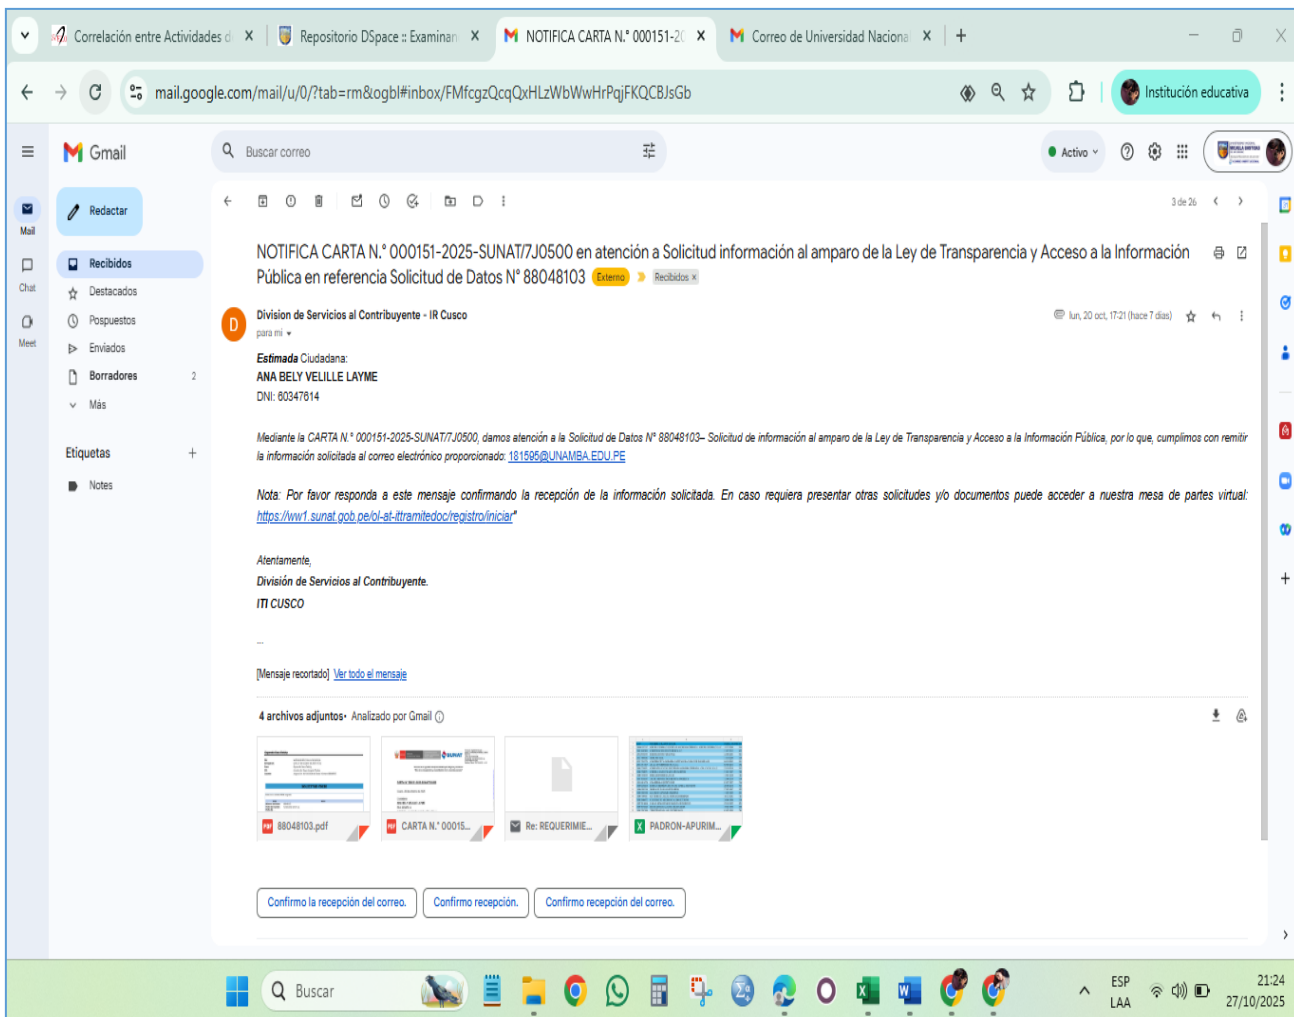 Correlación entre Actividades d
Repositorio DSpace :: Examinan
NOTIFICA CARTA N.° 000151-20
Correo de Universidad Naciona
mail.google.com/mail/u/0/?tab=rm&ogbl#inbox/FMfcgzQcqQxHLzWbWwHrPqjFKQCBJsGb
Institución educativa
Gmail
Buscar correo
Activo
Redactar
3 de 26
Mail
Chat
Meet
Recibidos
Destacados
Pospuestos
Enviados
Borradores 2
Más
Etiquetas
Notes
NOTIFICA CARTA N.° 000151-2025-SUNAT/7J0500 en atención a Solicitud información al amparo de la Ley de Transparencia y Acceso a la Información
Pública en referencia Solicitud de Datos N° 88048103 Externo Recibidos ×
D
Division de Servicios al Contribuyente - IR Cusco
lun, 20 oct, 17:21 (hace 7 días)
para mí
Estimada Ciudadana:
ANA BELY VELILLE LAYME
DNI: 60347614
Mediante la CARTA N.° 000151-2025-SUNAT/7J0500, damos atención a la Solicitud de Datos N° 88048103– Solicitud de información al amparo de la Ley de Transparencia y Acceso a la Información Pública, por lo que, cumplimos con remitir
la información solicitada al correo electrónico proporcionado: 181595@UNAMBA.EDU.PE
Nota: Por favor responda a este mensaje confirmando la recepción de la información solicitada. En caso requiera presentar otras solicitudes y/o documentos puede acceder a nuestra mesa de partes virtual:
https://ww1.sunat.gob.pe/ol-at-ittramitedoc/registro/iniciar"
Atentamente,
División de Servicios al Contribuyente.
ITI CUSCO
...
[Mensaje recortado] Ver todo el mensaje
4 archivos adjuntos • Analizado por Gmail
SUNAT
PDF 88048103.pdf
PDF CARTA N.° 00015...
Re: REQUERIMIE...
X PADRON-APURIM...
Confirmo la recepción del correo.
Confirmo recepción.
Confirmo recepción del correo.
Buscar
ESP
LAA
21:24
27/10/2025